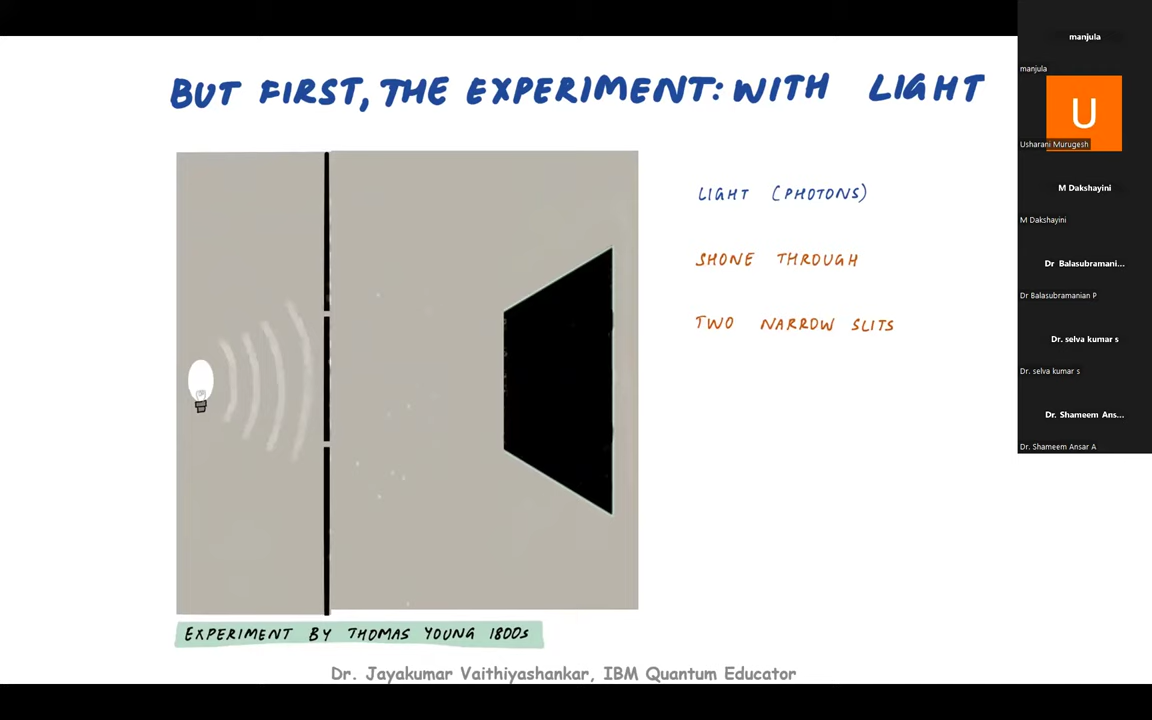 BUT FIRST, THE EXPERIMENT: WITH LIGHT
LIGHT (PHOTONS)
SHONE THROUGH
TWO NARROW SLITS
EXPERIMENT BY THOMAS YOUNG 1800s
Dr. Jayakumar Vaithiyashankar, IBM Quantum Educator
manjula
manjula
U
Usharani Murugesh
M Dakshayini
M Dakshayini
Dr Balasubramani...
Dr Balasubramanian P
Dr. selva kumar s
Dr. selva kumar s
Dr. Shameem Ans...
Dr. Shameem Ansar A